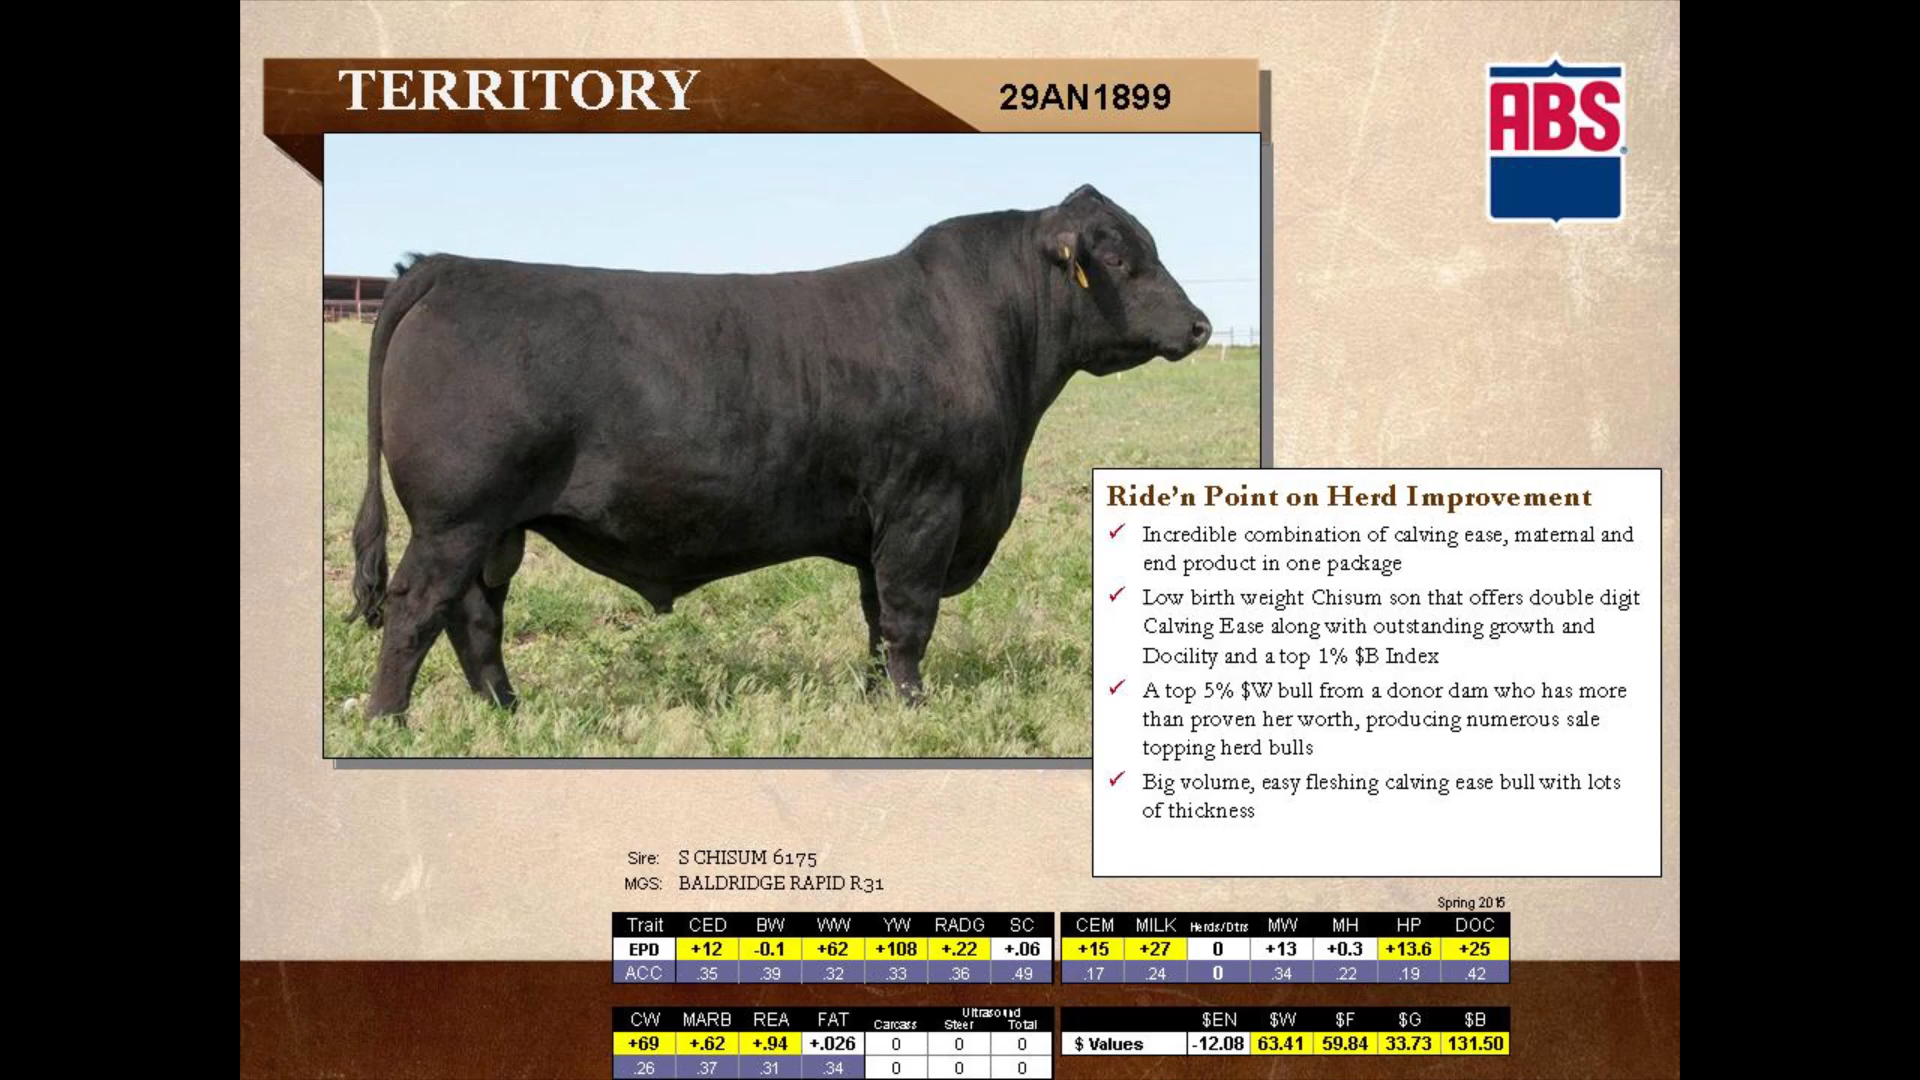 TERRITORY
29AN1899
ABS
Ride'n Point on Herd Improvement
✓ Incredible combination of calving ease, maternal and
end product in one package
✓ Low birth weight Chisum son that offers double digit
Calving Ease along with outstanding growth and
Docility and a top 1% $B Index
✓ A top 5% $W bull from a donor dam who has more
than proven her worth, producing numerous sale
topping herd bulls
✓ Big volume, easy fleshing calving ease bull with lots
of thickness
Sire: S CHISUM 6175
MGS: BALDRIDGE RAPID R31
Spring 2015
Trait CED BW WW YW RADG SC CEM MILK Herds/Dtrs MW MH HP DOC
EPD +12 -0.1 +62 +108 +.22 +.06 +15 +27 0 +13 +0.3 +13.6 +25
ACC .35 .39 .32 .33 .36 .49 .17 .24 0 .34 .22 .19 .42
Ultrasound
CW MARB REA FAT Carcass Steer Total $EN $W $F $G $B
+69 +.62 +.94 +.026 0 0 0 $ Values -12.08 63.41 59.84 33.73 131.50
.26 .37 .31 .34 0 0 0